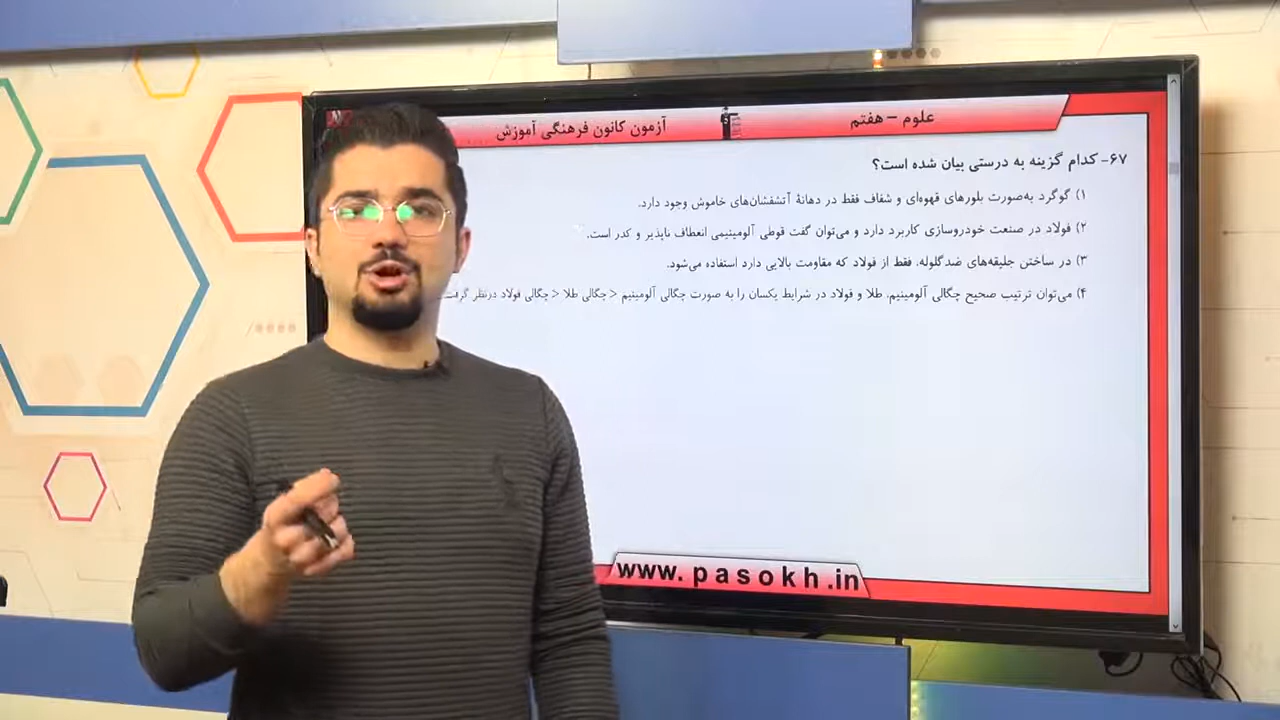 علوم - هفتم
آزمون کانون فرهنگی آموزش
۶۷- کدام گزینه به درستی بیان شده است؟
۱) گوگرد به‌صورت بلورهای قهوه‌ای و شفاف فقط در دهانهٔ آتشفشان‌های خاموش وجود دارد.
۲) فولاد در صنعت خودروسازی کاربرد دارد و می‌توان گفت قوطی آلومینیمی انعطاف ناپذیر و کدر است.
۳) در ساختن جلیقه‌های ضدگلوله، فقط از فولاد که مقاومت بالایی دارد استفاده می‌شود.
۴) می‌توان ترتیب صحیح چگالی آلومینیم، طلا و فولاد در شرایط یکسان را به صورت چگالی آلومینیم < چگالی طلا < چگالی فولاد درنظر گرفت.
www.pasokh.in